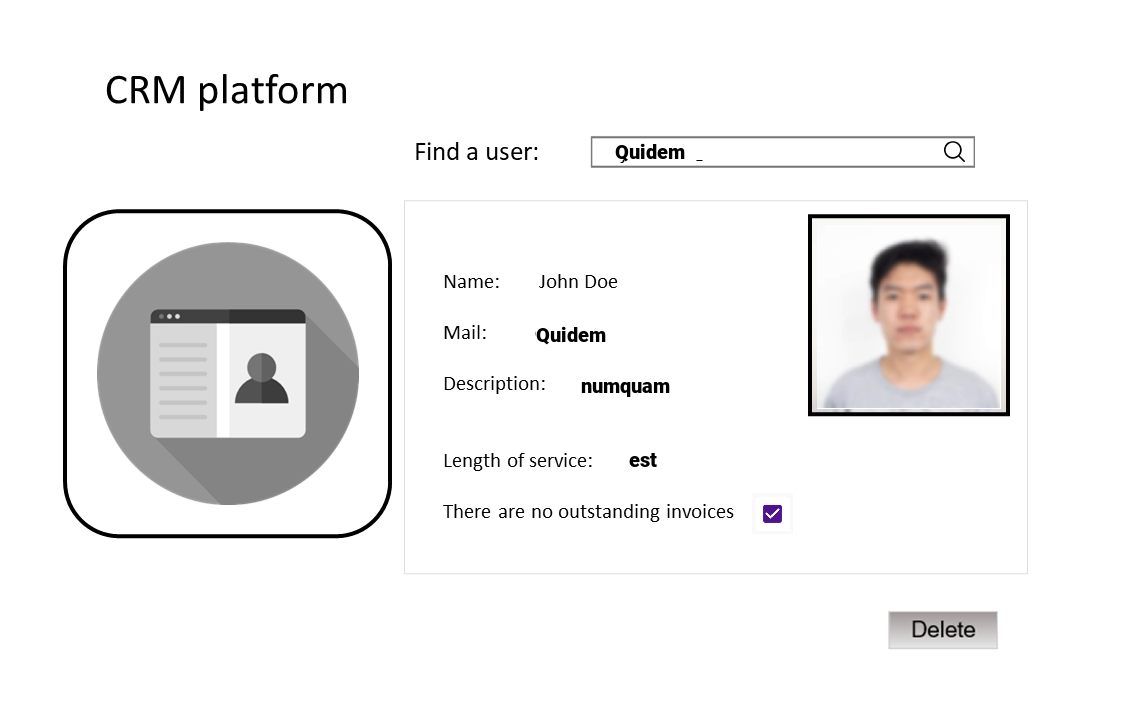 CRM platform
Find a user: Quidem _
Name: John Doe
Mail: Quidem
Description: numquam
Length of service: est
There are no outstanding invoices
Delete